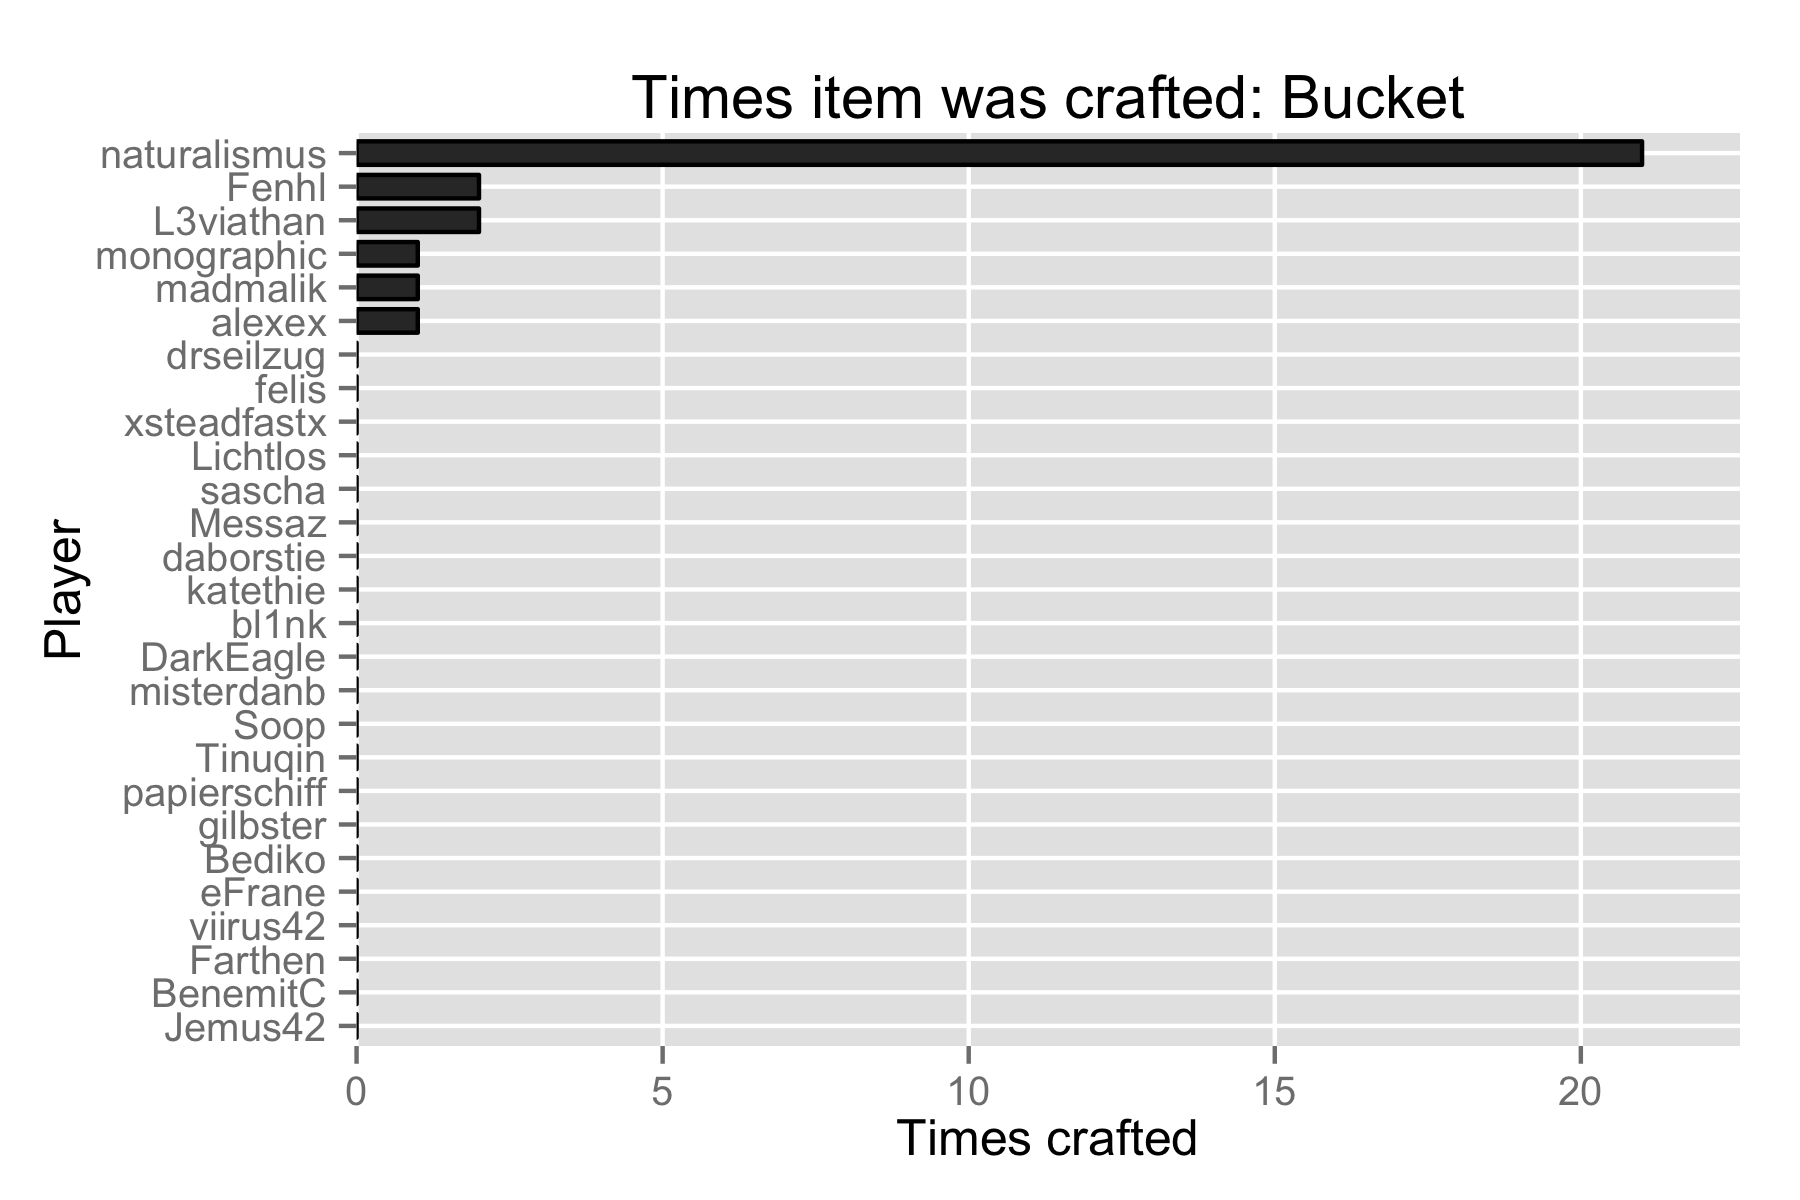 Times item was crafted: Bucket
naturalismus
Fenhl
L3viathan
monographic
madmalik
alexex
drseilzug
felis
xsteadfastx
Lichtlos
sascha
Messaz
daborstie
katethie
bl1nk
DarkEagle
misterdanb
Soop
Tinuqin
papierschiff
gilbster
Bediko
eFrane
viirus42
Farthen
BenemitC
Jemus42
Player
0 5 10 15 20
Times crafted